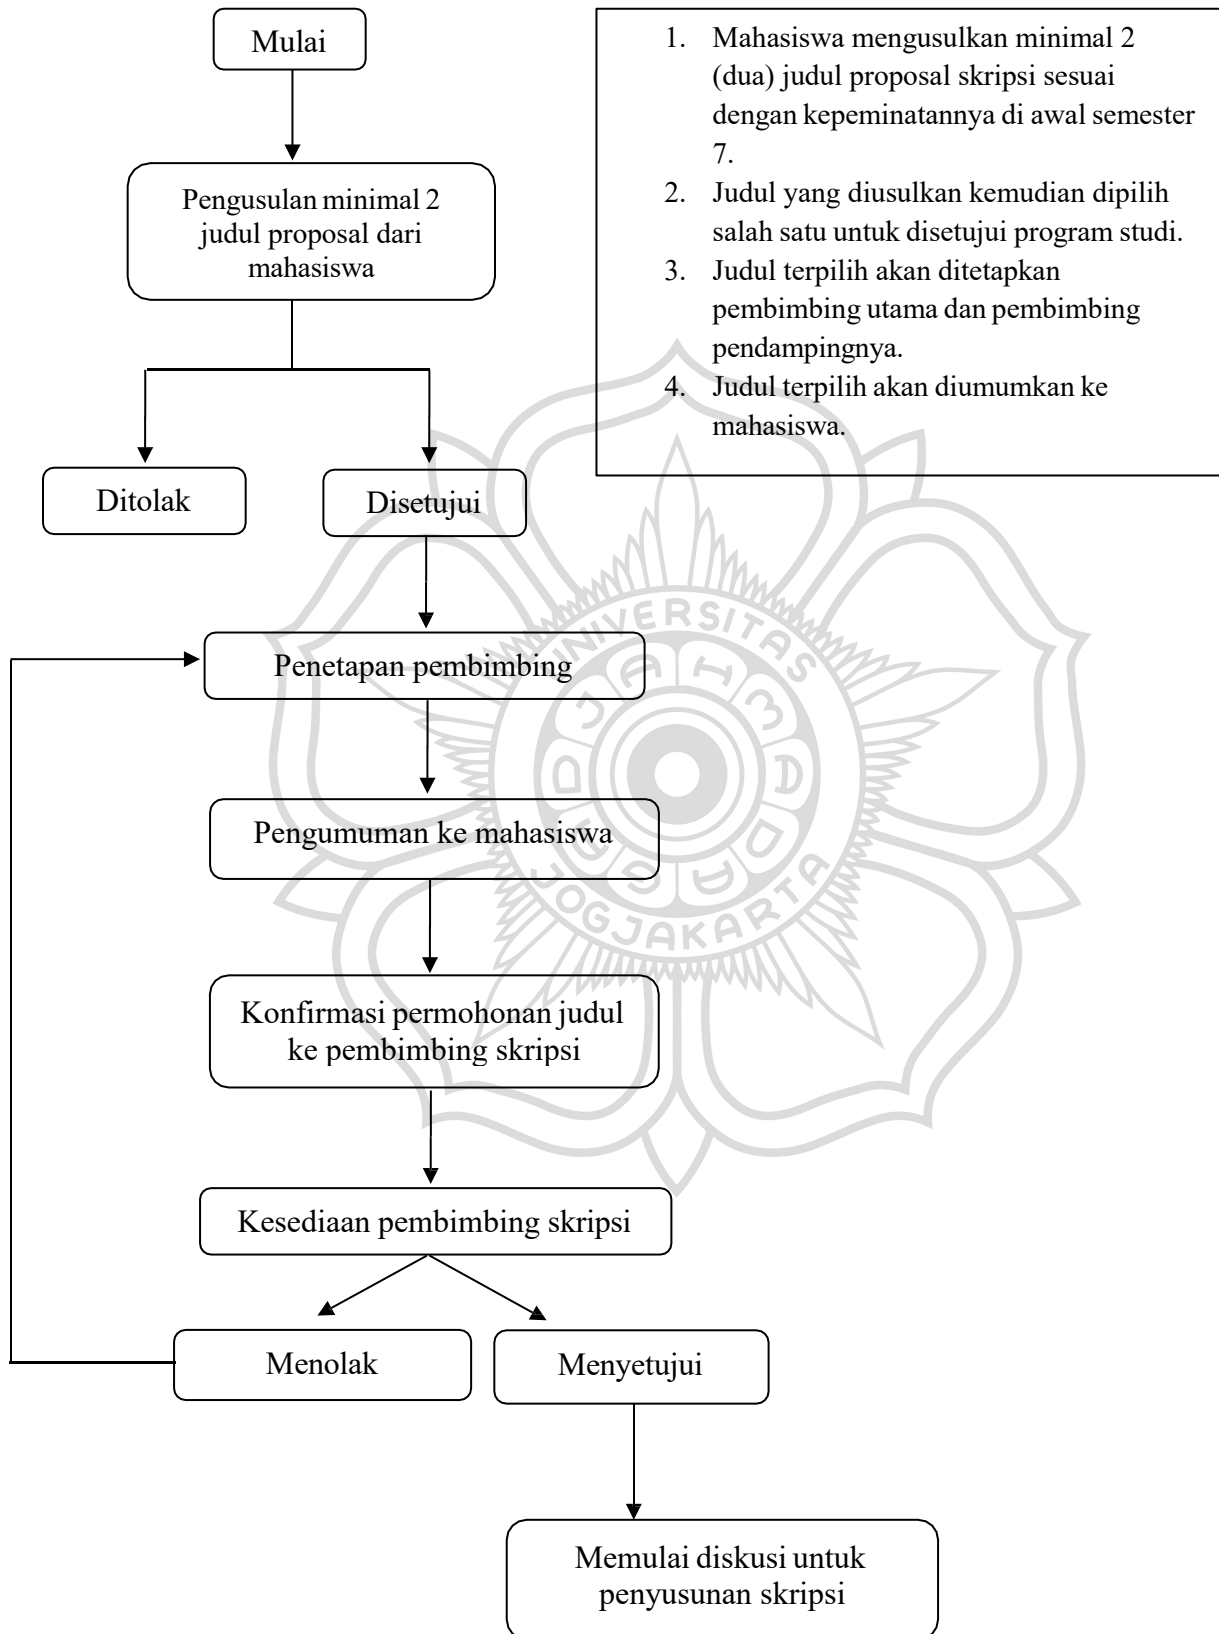 Mulai
Pengusulan minimal 2
judul proposal dari
mahasiswa
Ditolak
Disetujui
1. Mahasiswa mengusulkan minimal 2
(dua) judul proposal skripsi sesuai
dengan kepeminatannya di awal semester
7.
2. Judul yang diusulkan kemudian dipilih
salah satu untuk disetujui program studi.
3. Judul terpilih akan ditetapkan
pembimbing utama dan pembimbing
pendampingnya.
4. Judul terpilih akan diumumkan ke
mahasiswa.
Penetapan pembimbing
Pengumuman ke mahasiswa
Konfirmasi permohonan judul
ke pembimbing skripsi
Kesediaan pembimbing skripsi
Menolak
Menyetujui
Memulai diskusi untuk
penyusunan skripsi
UNIVERSITAS
JOGJAKARTA